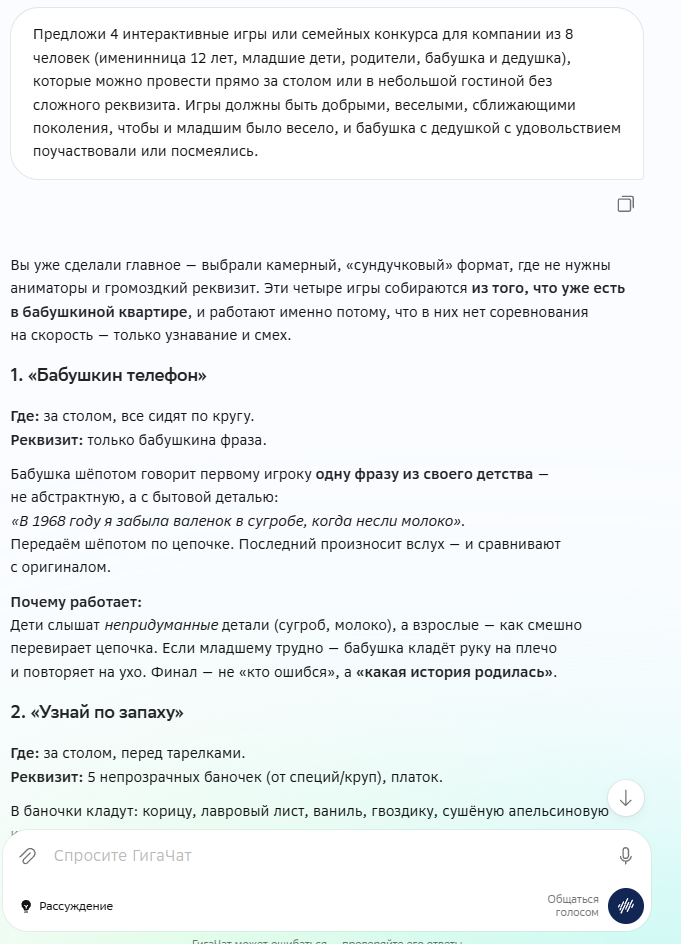 Предложи 4 интерактивные игры или семейных конкурса для компании из 8
человек (именинница 12 лет, младшие дети, родители, бабушка и дедушка),
которые можно провести прямо за столом или в небольшой гостиной без
сложного реквизита. Игры должны быть добрыми, веселыми, сближающими
поколения, чтобы и младшим было весело, и бабушка с дедушкой с удовольствием
поучаствовали или посмеялись.
Вы уже сделали главное — выбрали камерный, «сундучковый» формат, где не нужны
аниматоры и громоздкий реквизит. Эти четыре игры собираются из того, что уже есть
в бабушкиной квартире, и работают именно потому, что в них нет соревнования
на скорость — только узнавание и смех.
1. «Бабушкин телефон»
Где: за столом, все сидят по кругу.
Реквизит: только бабушкина фраза.
Бабушка шёпотом говорит первому игроку одну фразу из своего детства —
не абстрактную, а с бытовой деталью:
«В 1968 году я забыла валенок в сугробе, когда несли молоко».
Передаём шёпотом по цепочке. Последний произносит вслух — и сравнивают
с оригиналом.
Почему работает:
Дети слышат непридуманные детали (сугроб, молоко), а взрослые — как смешно
перевирает цепочка. Если младшему трудно — бабушка кладёт руку на плечо
и повторяет на ухо. Финал — не «кто ошибся», а «какая история родилась».
2. «Узнай по запаху»
Где: за столом, перед тарелками.
Реквизит: 5 непрозрачных баночек (от специй/круп), платок.
В баночки кладут: корицу, лавровый лист, ваниль, гвоздику, сушёную апельсиновую
Спросите ГигаЧат
Рассуждение
Общаться
голосом
ГигаЧат может ошибаться — проверяйте его ответы